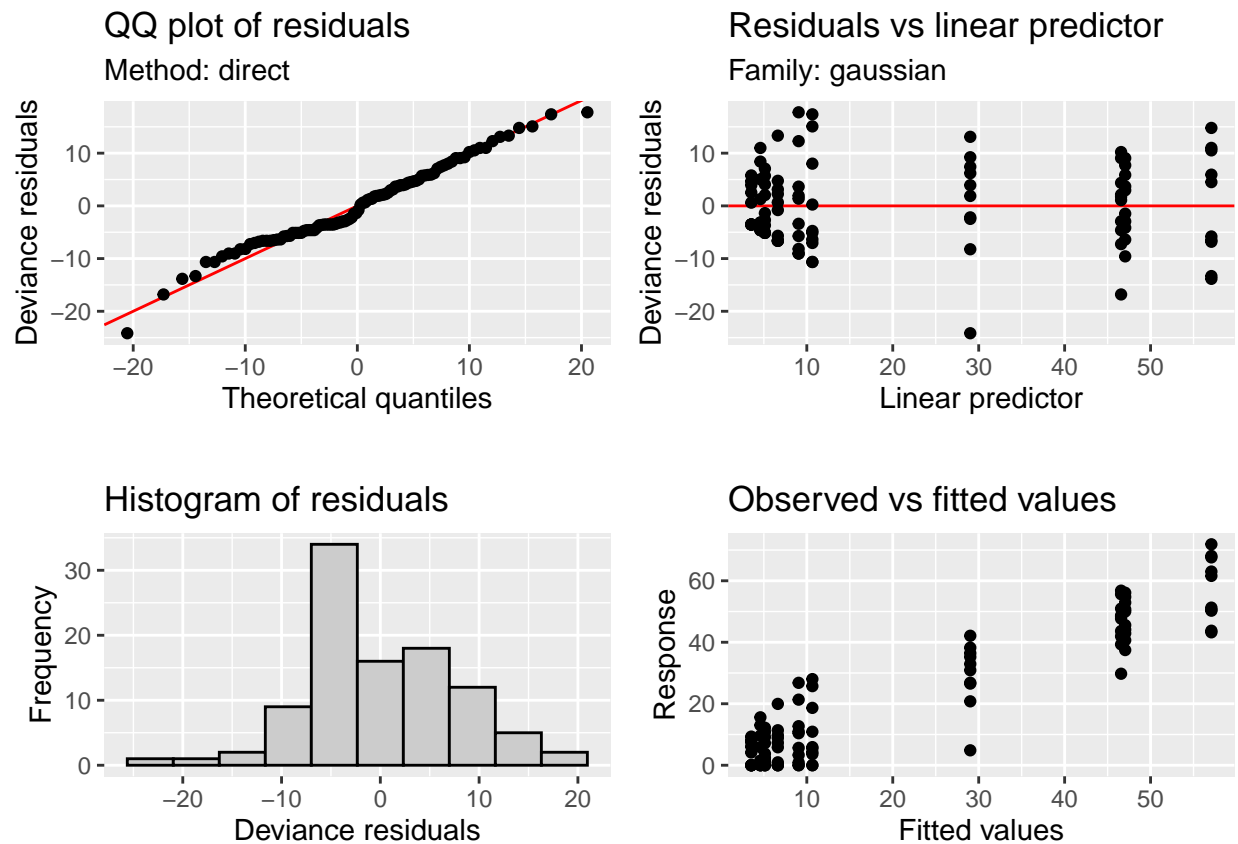 QQ plot of residuals
Method: direct
Deviance residuals
10
0
−10
−20
−20
−10
0
10
20
Theoretical quantiles
Residuals vs linear predictor
Family: gaussian
Deviance residuals
10
0
−10
−20
10
20
30
40
50
Linear predictor
Histogram of residuals
Frequency
30
20
10
0
−20
−10
0
10
20
Deviance residuals
Observed vs fitted values
Response
60
40
20
0
10
20
30
40
50
Fitted values